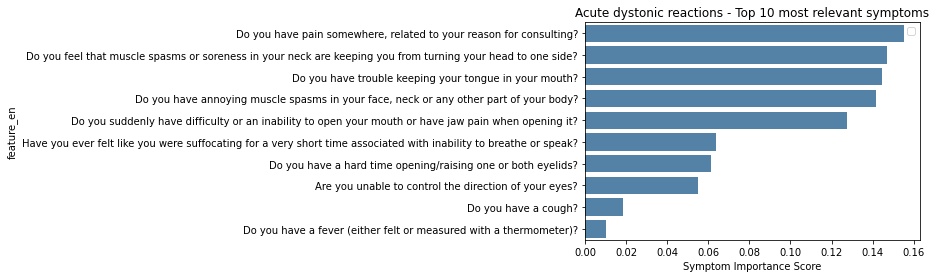 Acute dystonic reactions - Top 10 most relevant symptoms
Do you have pain somewhere, related to your reason for consulting?
Do you feel that muscle spasms or soreness in your neck are keeping you from turning your head to one side?
Do you have trouble keeping your tongue in your mouth?
Do you have annoying muscle spasms in your face, neck or any other part of your body?
Do you suddenly have difficulty or an inability to open your mouth or have jaw pain when opening it?
Have you ever felt like you were suffocating for a very short time associated with inability to breathe or speak?
Do you have a hard time opening/raising one or both eyelids?
Are you unable to control the direction of your eyes?
Do you have a cough?
Do you have a fever (either felt or measured with a thermometer)?
feature_en
0.00 0.02 0.04 0.06 0.08 0.10 0.12 0.14 0.16
Symptom Importance Score